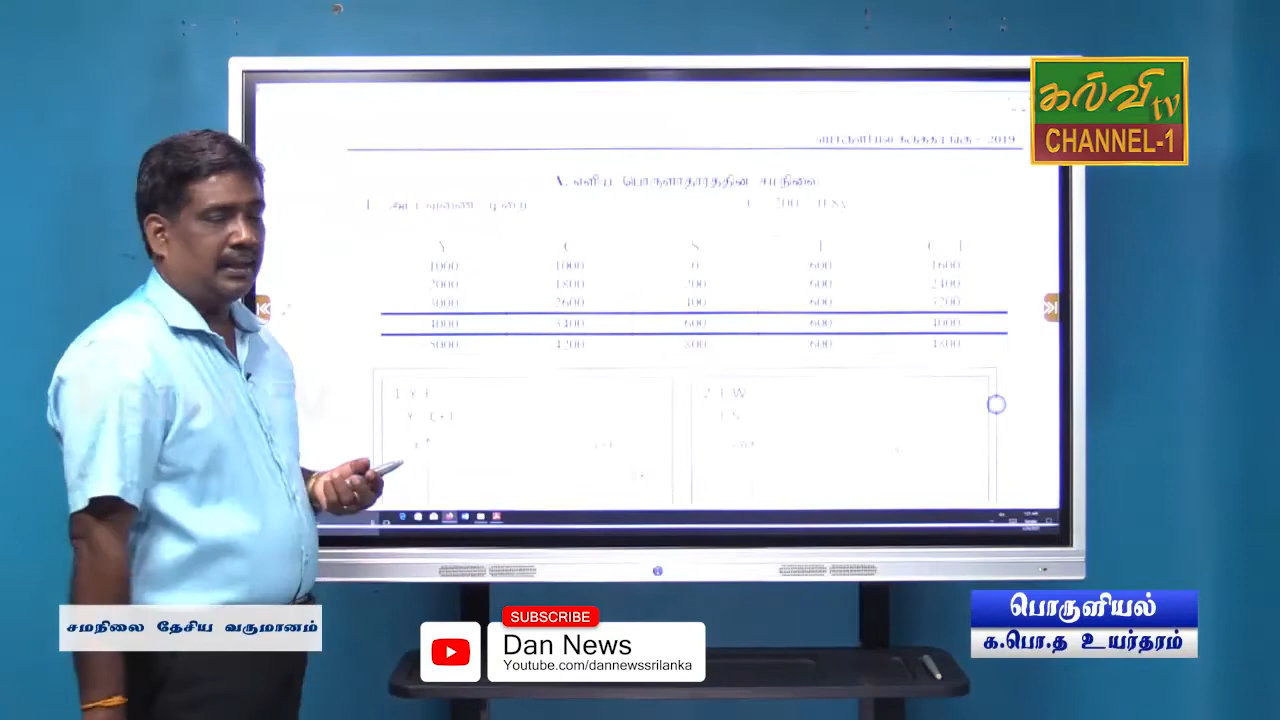 கல்வி tv
CHANNEL-1
2019
எளிய பொருளாதாரத்தின் சமநிலை
Y C S I C I
1000 1000 0 600 1600
2000 1800 200 600 2400
3000 2600 400 600 3200
4000 3400 600 600 4000
5000 4200 800 600 4800
சமநிலை தேசிய வருமானம்
SUBSCRIBE
Dan News
Youtube.com/dannewssrilanka
பொருளியல்
க.பொ.த உயர்தரம்